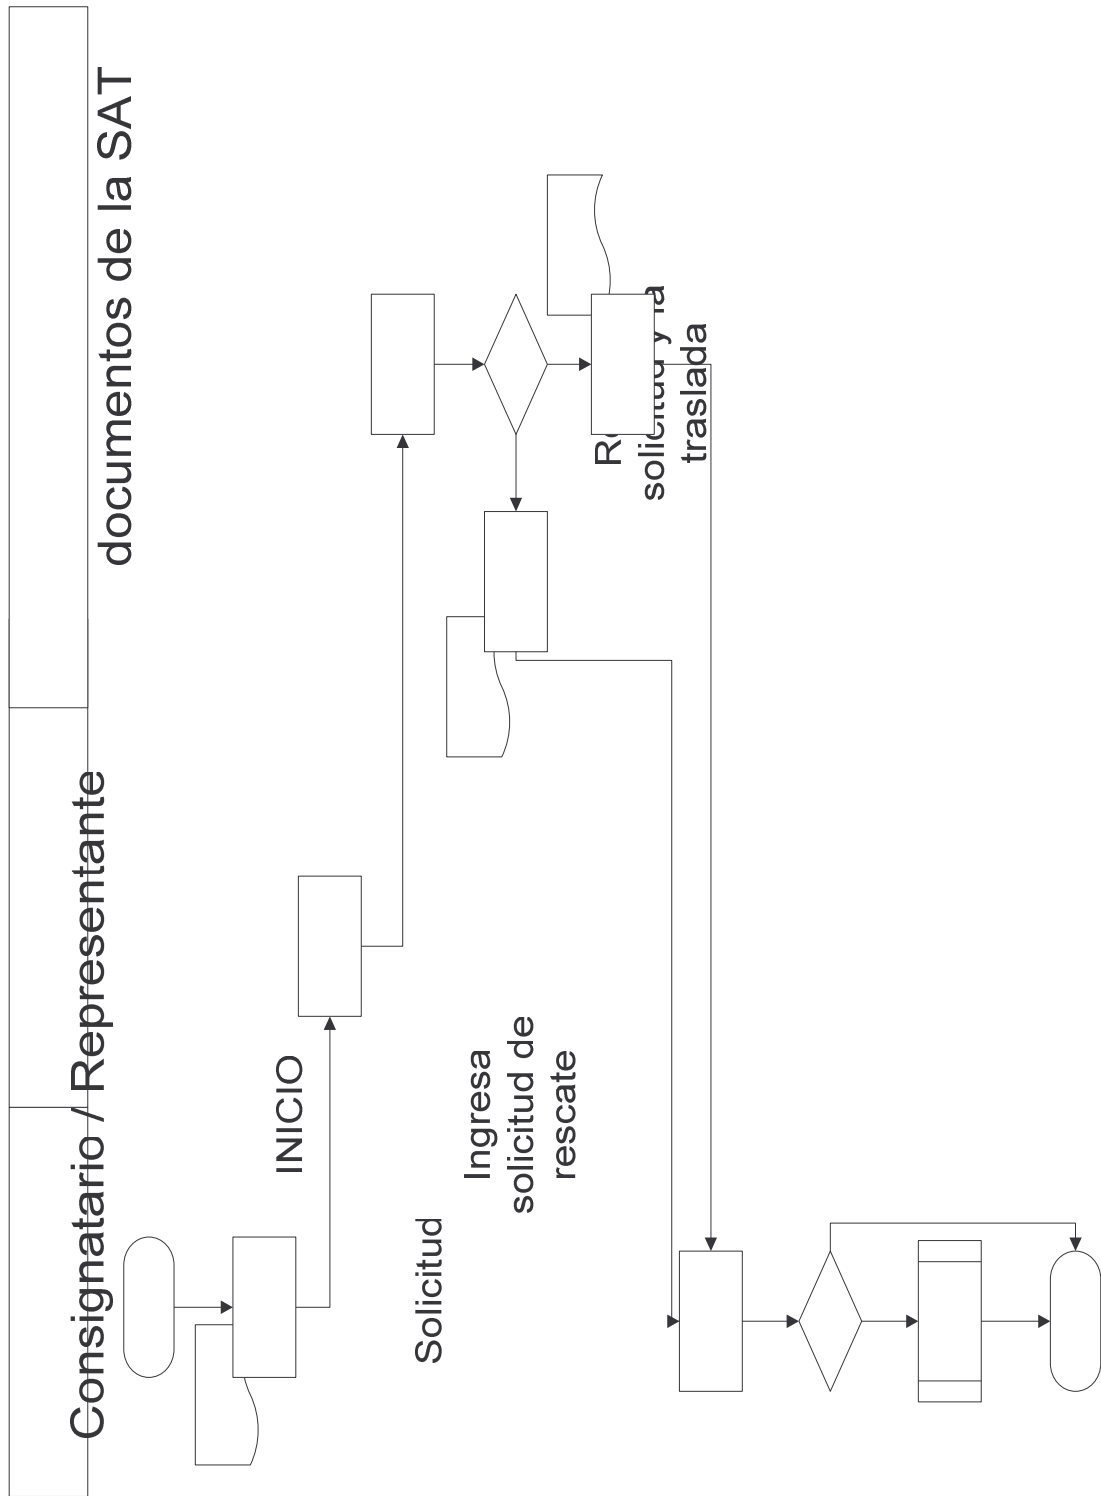 documentos de la SAT
Consignatario / Representante
INICIO
Solicitud
Ingresa
solicitud de
rescate
solicitud y la
traslada